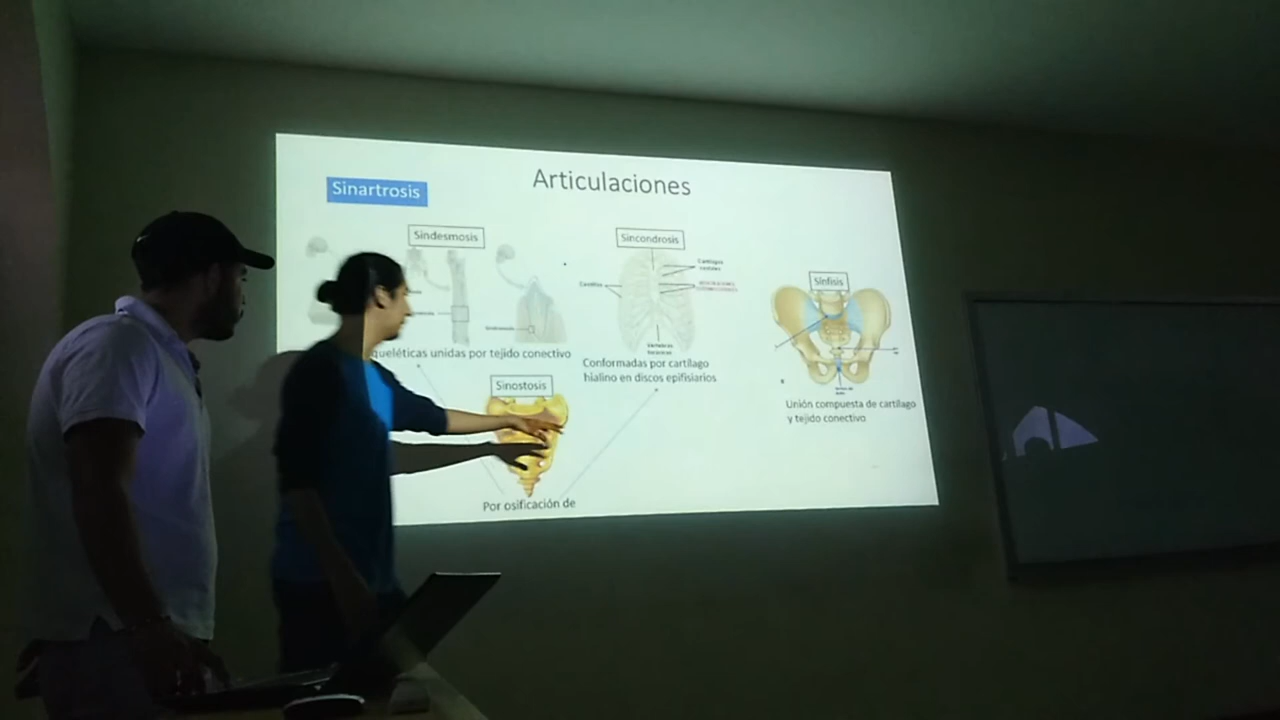 Articulaciones
Sinartrosis
Sindesmosis
Sincondrosis
Sínfisis
queléticas unidas por tejido conectivo
Conformadas por cartílago
hialino en discos epifisiarios
Sinostosis
Unión compuesta de cartílago
y tejido conectivo
Por osificación de